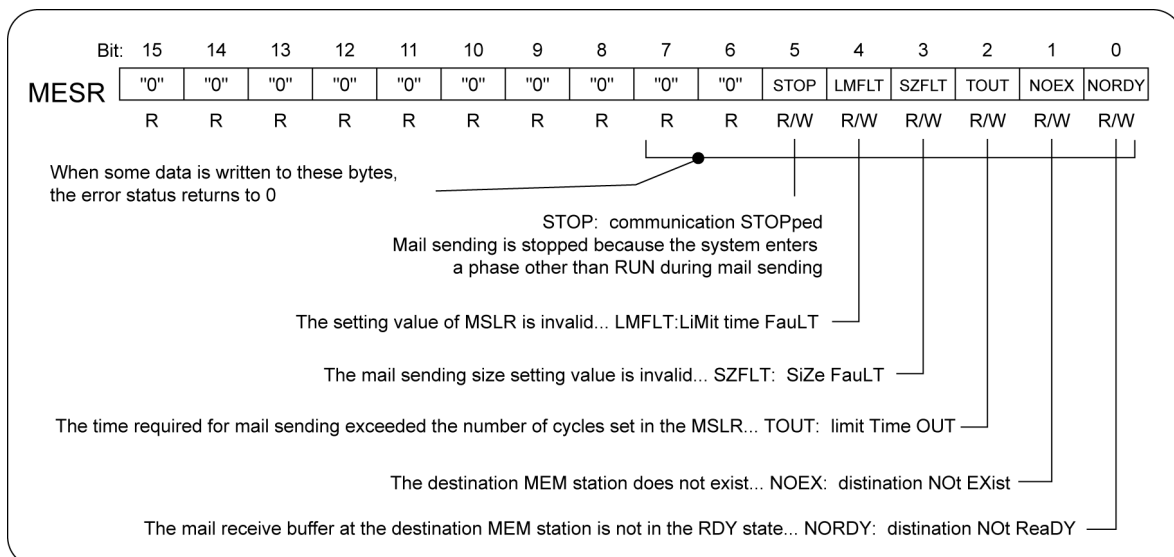 Bit: 15 14 13 12 11 10 9 8 7 6 5 4 3 2 1 0
MESR "0" "0" "0" "0" "0" "0" "0" "0" "0" "0" STOP LMFLT SZFLT TOUT NOEX NORDY
R R R R R R R R R R R/W R/W R/W R/W R/W R/W
When some data is written to these bytes,
the error status returns to 0
STOP: communication STOPped
Mail sending is stopped because the system enters
a phase other than RUN during mail sending
The setting value of MSLR is invalid... LMFLT:LiMit time FauLT
The mail sending size setting value is invalid... SZFLT: SiZe FauLT
The time required for mail sending exceeded the number of cycles set in the MSLR... TOUT: limit Time OUT
The destination MEM station does not exist... NOEX: distination NOt EXist
The mail receive buffer at the destination MEM station is not in the RDY state... NORDY: distination NOt ReaDY